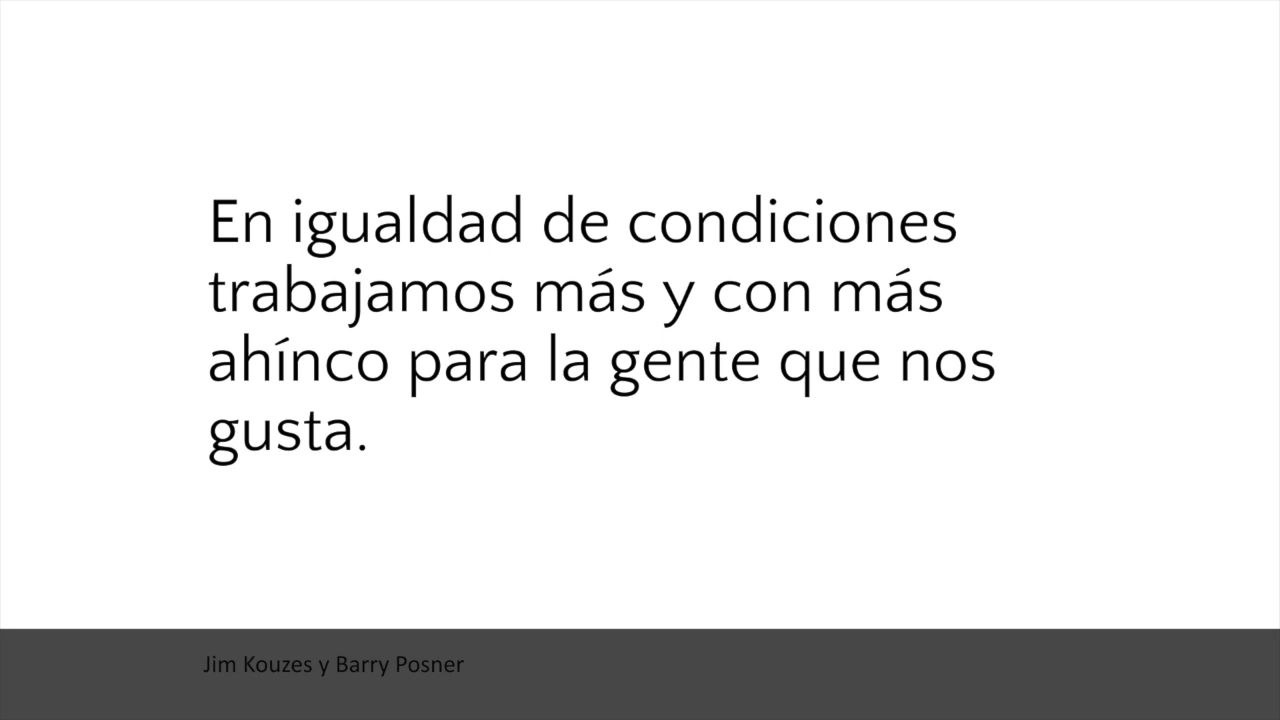 En igualdad de condiciones
trabajamos más y con más
ahínco para la gente que nos
gusta.
Jim Kouzes y Barry Posner